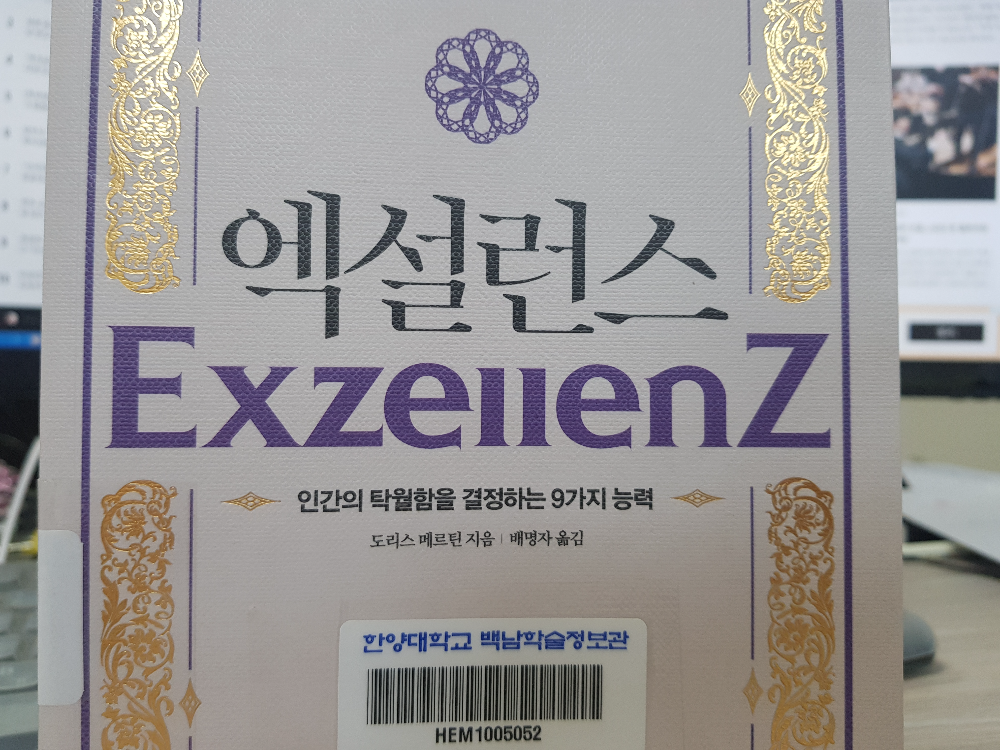 엑설런스
ExzellenZ
인간의 탁월함을 결정하는 9가지 능력
도리스 메르틴 지음 | 배명자 옮김
한양대학교 백남학술정보관
HEM1005052